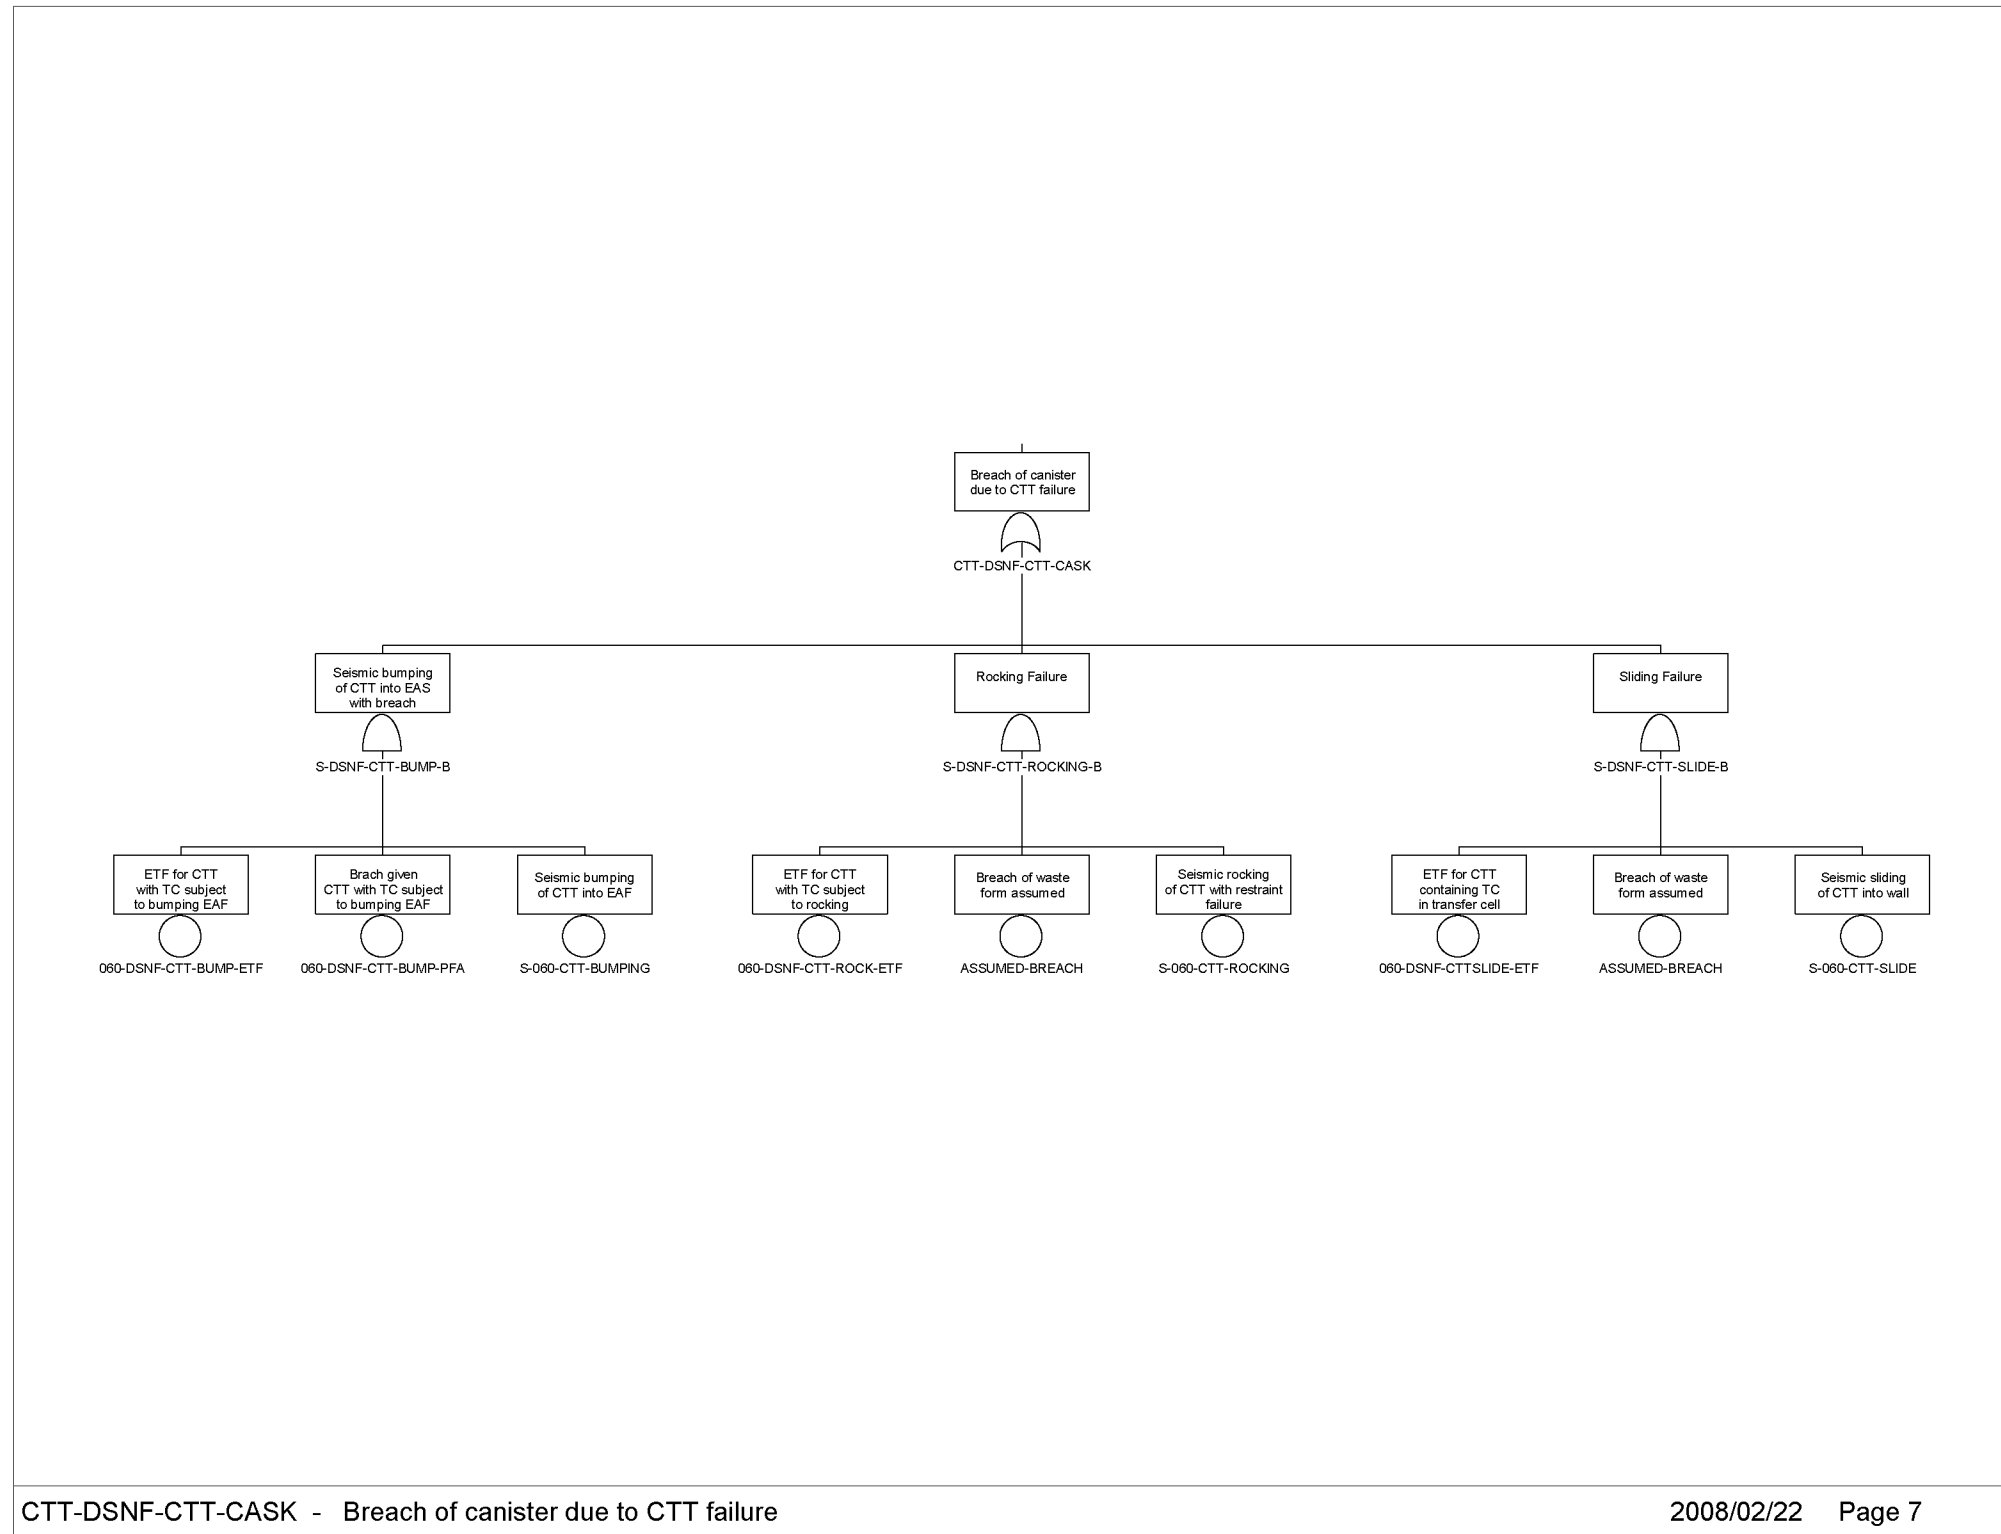 Breach of canister
due to CTT failure
CTT-DSNF-CTT-CASK
Seismic bumping
of CTT into EAS
with breach
S-DSNF-CTT-BUMP-B
Rocking Failure
S-DSNF-CTT-ROCKING-B
Sliding Failure
S-DSNF-CTT-SLIDE-B
ETF for CTT
with TC subject
to bumping EAF
060-DSNF-CTT-BUMP-ETF
Brach given
CTT with TC subject
to bumping EAF
060-DSNF-CTT-BUMP-PFA
Seismic bumping
of CTT into EAF
S-060-CTT-BUMPING
ETF for CTT
with TC subject
to rocking
060-DSNF-CTT-ROCK-ETF
Breach of waste
form assumed
ASSUMED-BREACH
Seismic rocking
of CTT with restraint
failure
S-060-CTT-ROCKING
ETF for CTT
containing TC
in transfer cell
060-DSNF-CTTSLIDE-ETF
Breach of waste
form assumed
ASSUMED-BREACH
Seismic sliding
of CTT into wall
S-060-CTT-SLIDE
CTT-DSNF-CTT-CASK - Breach of canister due to CTT failure
2008/02/22 Page 7